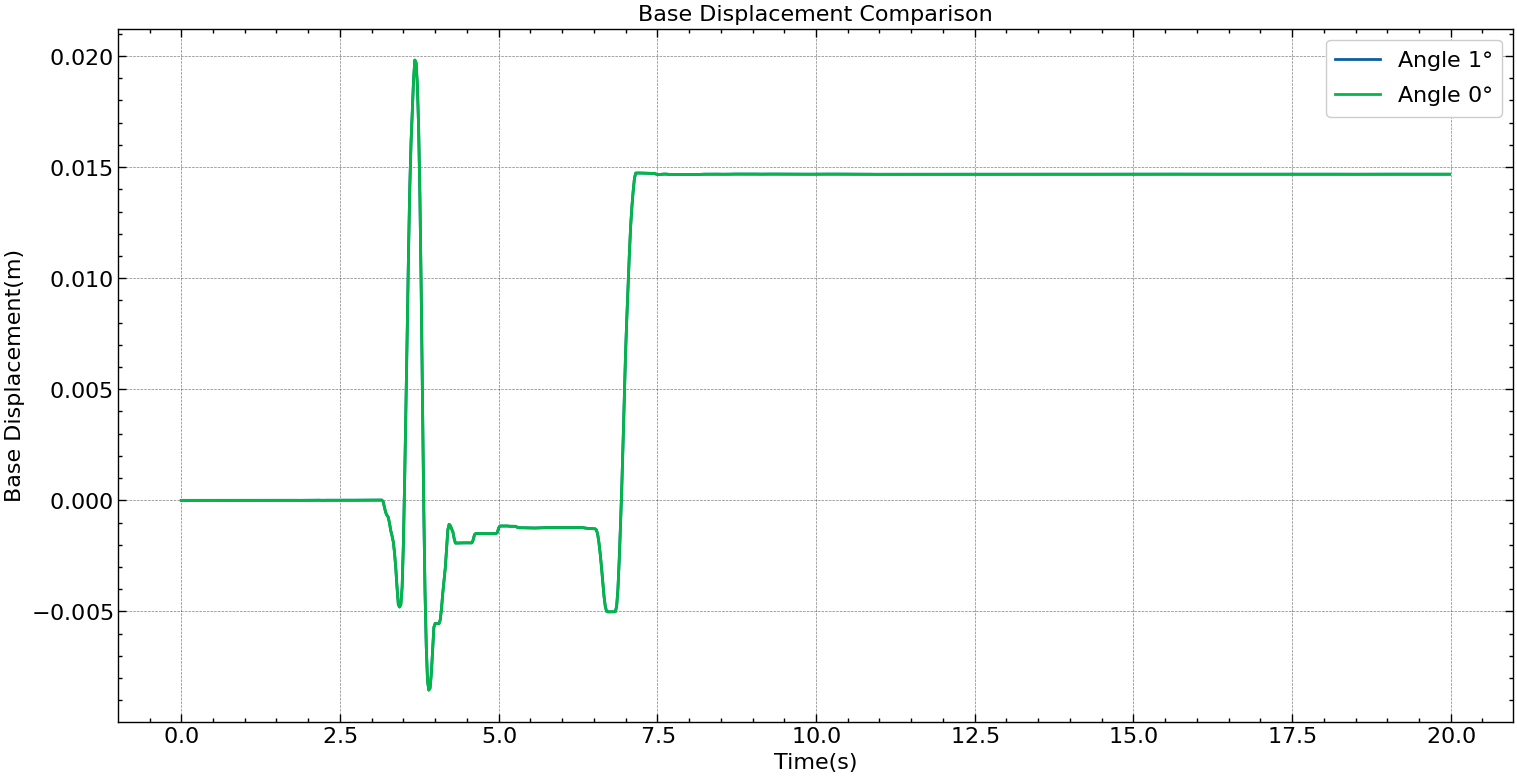 Base Displacement Comparison
Angle 1°
Angle 0°
0.020
0.015
0.010
0.005
0.000
−0.005
Base Displacement(m)
0.0 2.5 5.0 7.5 10.0 12.5 15.0 17.5 20.0
Time(s)